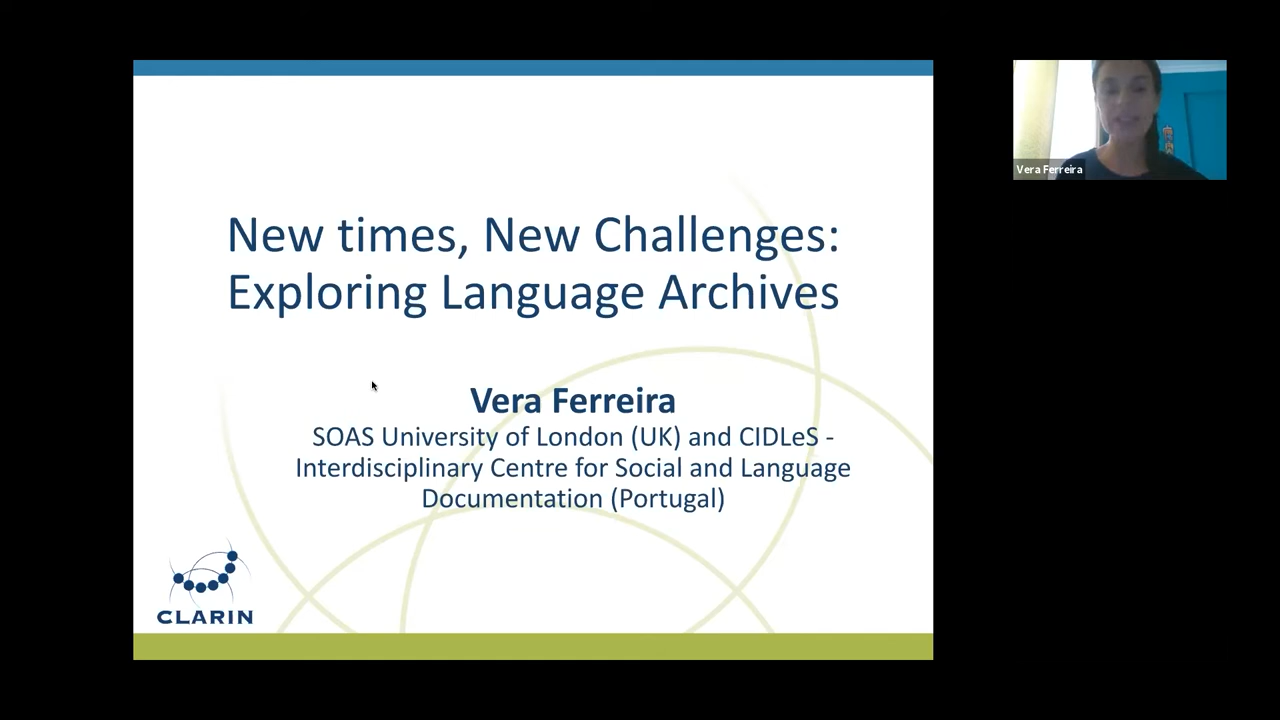 New times, New Challenges:
Exploring Language Archives
Vera Ferreira
SOAS University of London (UK) and CIDLeS -
Interdisciplinary Centre for Social and Language
Documentation (Portugal)
CLARIN
Vera Ferreira